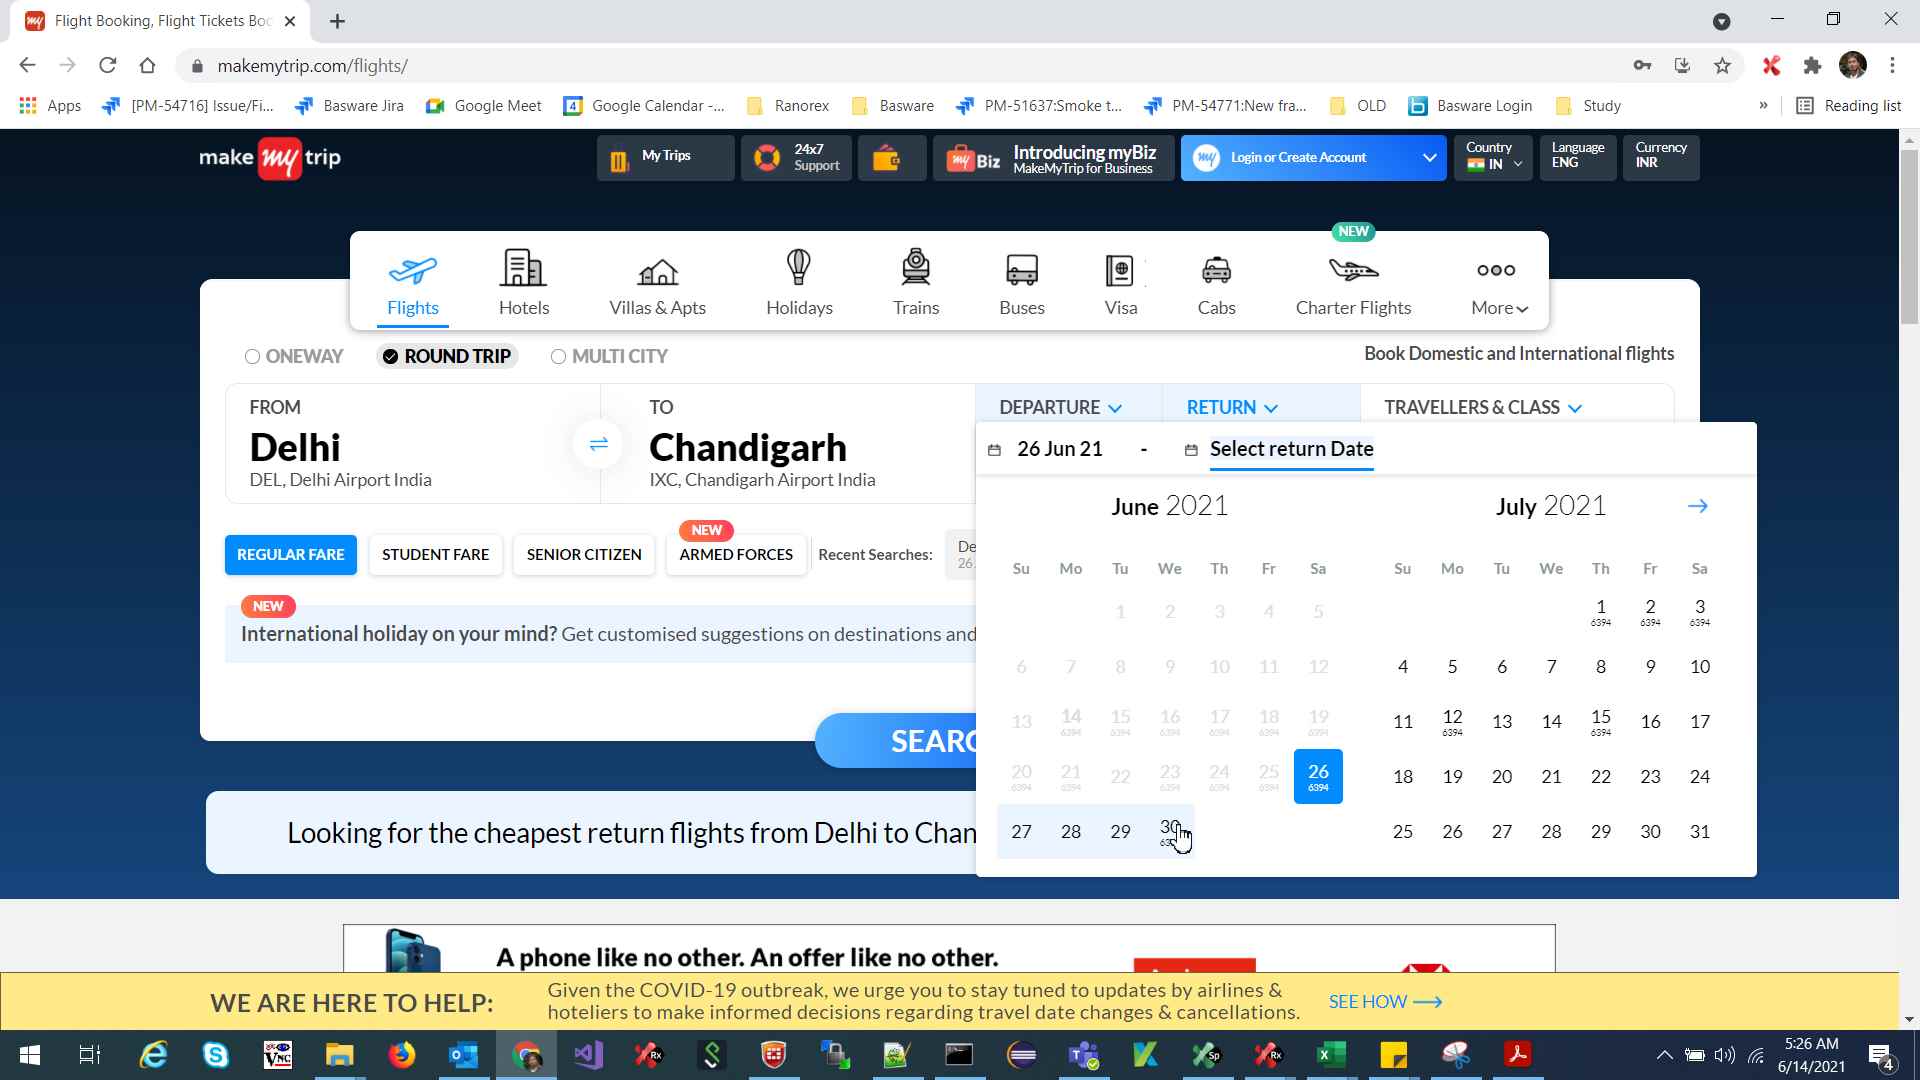 Flight Booking, Flight Tickets Boo
makemytrip.com/flights/
Apps
[PM-54716] Issue/Fi...
Basware Jira
Google Meet
Google Calendar -...
Ranorex
Basware
PM-51637:Smoke t...
PM-54771:New fra...
OLD
Basware Login
Study
»
Reading list
make my trip
My Trips
24x7
Support
my Biz
Introducing myBiz
MakeMyTrip for Business
my
Login or Create Account
Country
IN
Language
ENG
Currency
INR
NEW
Flights
Hotels
Villas & Apts
Holidays
Trains
Buses
Visa
Cabs
Charter Flights
More
ONEWAY
ROUND TRIP
MULTI CITY
Book Domestic and International flights
FROM
Delhi
DEL, Delhi Airport India
TO
Chandigarh
IXC, Chandigarh Airport India
DEPARTURE
RETURN
TRAVELLERS & CLASS
26 Jun 21 - Select return Date
June 2021
Su Mo Tu We Th Fr Sa
1 2 3 4 5
6 7 8 9 10 11 12
13 14 15 16 17 18 19
6394 6394 6394 6394 6394 6394
20 21 22 23 24 25 26
6394 6394 6394 6394 6394 6394
27 28 29 30
July 2021
Su Mo Tu We Th Fr Sa
1 2 3
6394 6394 6394
4 5 6 7 8 9 10
11 12 13 14 15 16 17
6394 6394
18 19 20 21 22 23 24
25 26 27 28 29 30 31
REGULAR FARE
STUDENT FARE
SENIOR CITIZEN
NEW
ARMED FORCES
Recent Searches:
De
26
NEW
International holiday on your mind? Get customised suggestions on destinations and
SEARC
Looking for the cheapest return flights from Delhi to Chan
A phone like no other. An offer like no other.
WE ARE HERE TO HELP:
Given the COVID-19 outbreak, we urge you to stay tuned to updates by airlines &
hoteliers to make informed decisions regarding travel date changes & cancellations.
SEE HOW
5:26 AM
6/14/2021
4